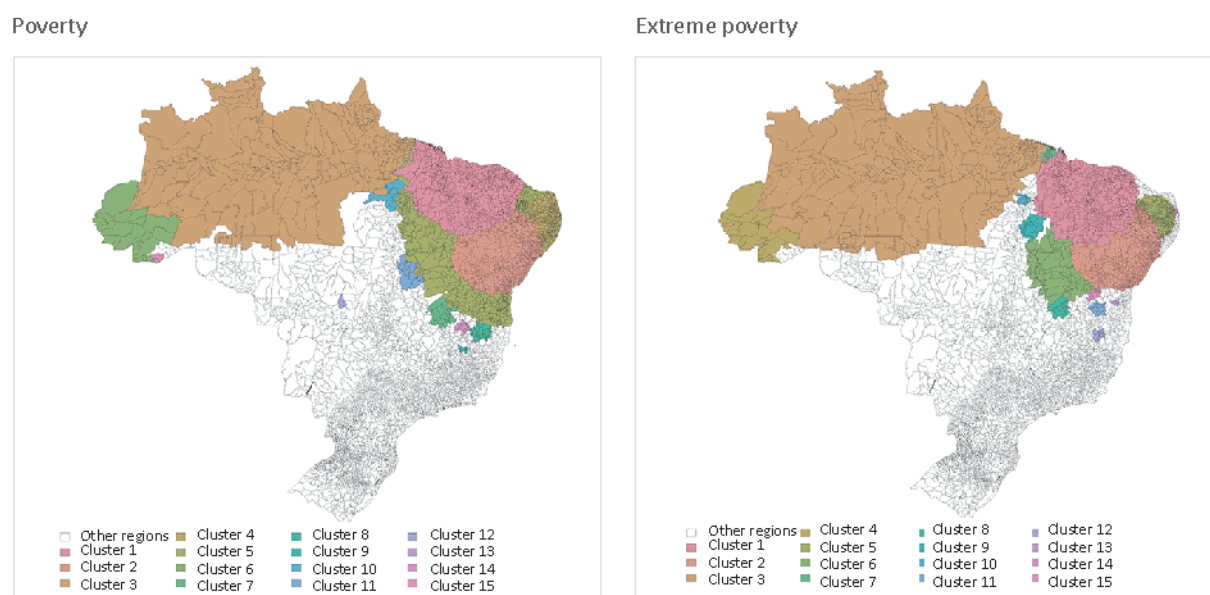 Poverty
Extreme poverty
Other regions
Cluster 1
Cluster 2
Cluster 3
Cluster 4
Cluster 5
Cluster 6
Cluster 7
Cluster 8
Cluster 9
Cluster 10
Cluster 11
Cluster 12
Cluster 13
Cluster 14
Cluster 15
Other regions
Cluster 1
Cluster 2
Cluster 3
Cluster 4
Cluster 5
Cluster 6
Cluster 7
Cluster 8
Cluster 9
Cluster 10
Cluster 11
Cluster 12
Cluster 13
Cluster 14
Cluster 15